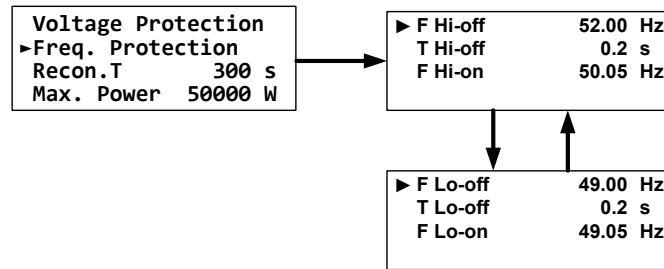 Voltage Protection
►Freq. Protection
Recon.T 300 s
Max. Power 50000 W
► F Hi-off 52.00 Hz
T Hi-off 0.2 s
F Hi-on 50.05 Hz
► F Lo-off 49.00 Hz
T Lo-off 0.2 s
F Lo-on 49.05 Hz